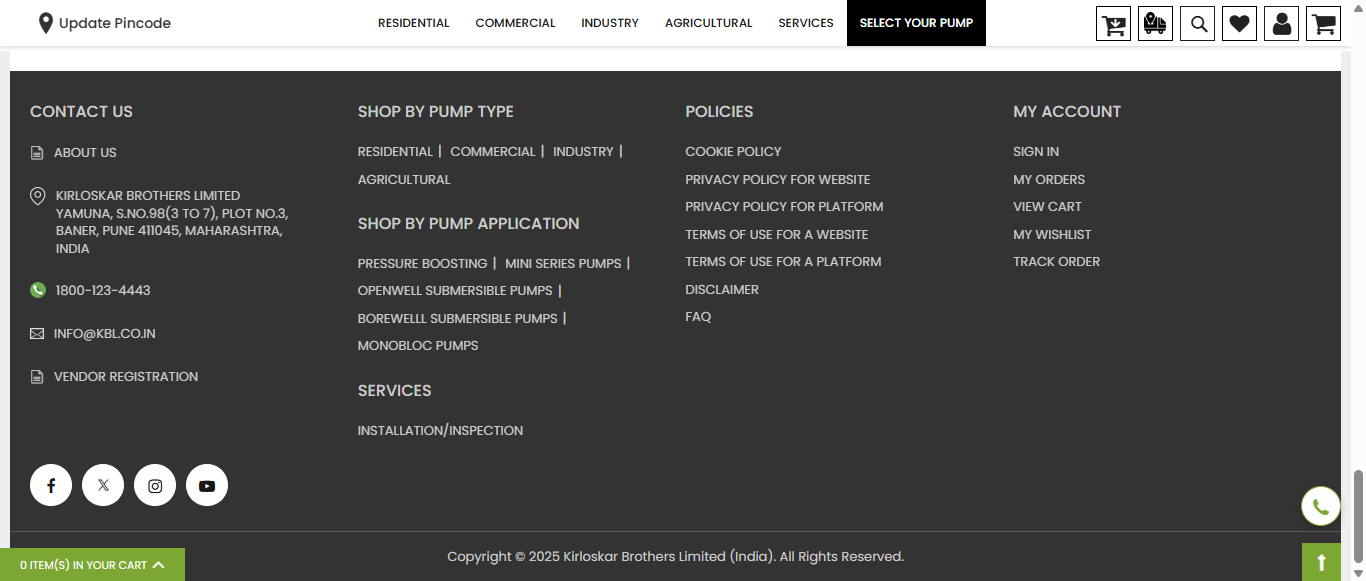 Update Pincode
RESIDENTIAL
COMMERCIAL
INDUSTRY
AGRICULTURAL
SERVICES
SELECT YOUR PUMP
CONTACT US
ABOUT US
KIRLOSKAR BROTHERS LIMITED
YAMUNA, S.NO.98(3 TO 7), PLOT NO.3,
BANER, PUNE 411045, MAHARASHTRA,
INDIA
1800-123-4443
INFO@KBL.CO.IN
VENDOR REGISTRATION
SHOP BY PUMP TYPE
RESIDENTIAL | COMMERCIAL | INDUSTRY |
AGRICULTURAL
SHOP BY PUMP APPLICATION
PRESSURE BOOSTING | MINI SERIES PUMPS |
OPENWELL SUBMERSIBLE PUMPS |
BOREWELLL SUBMERSIBLE PUMPS |
MONOBLOC PUMPS
SERVICES
INSTALLATION/INSPECTION
POLICIES
COOKIE POLICY
PRIVACY POLICY FOR WEBSITE
PRIVACY POLICY FOR PLATFORM
TERMS OF USE FOR A WEBSITE
TERMS OF USE FOR A PLATFORM
DISCLAIMER
FAQ
MY ACCOUNT
SIGN IN
MY ORDERS
VIEW CART
MY WISHLIST
TRACK ORDER
Copyright © 2025 Kirloskar Brothers Limited (India). All Rights Reserved.
0 ITEM(S) IN YOUR CART